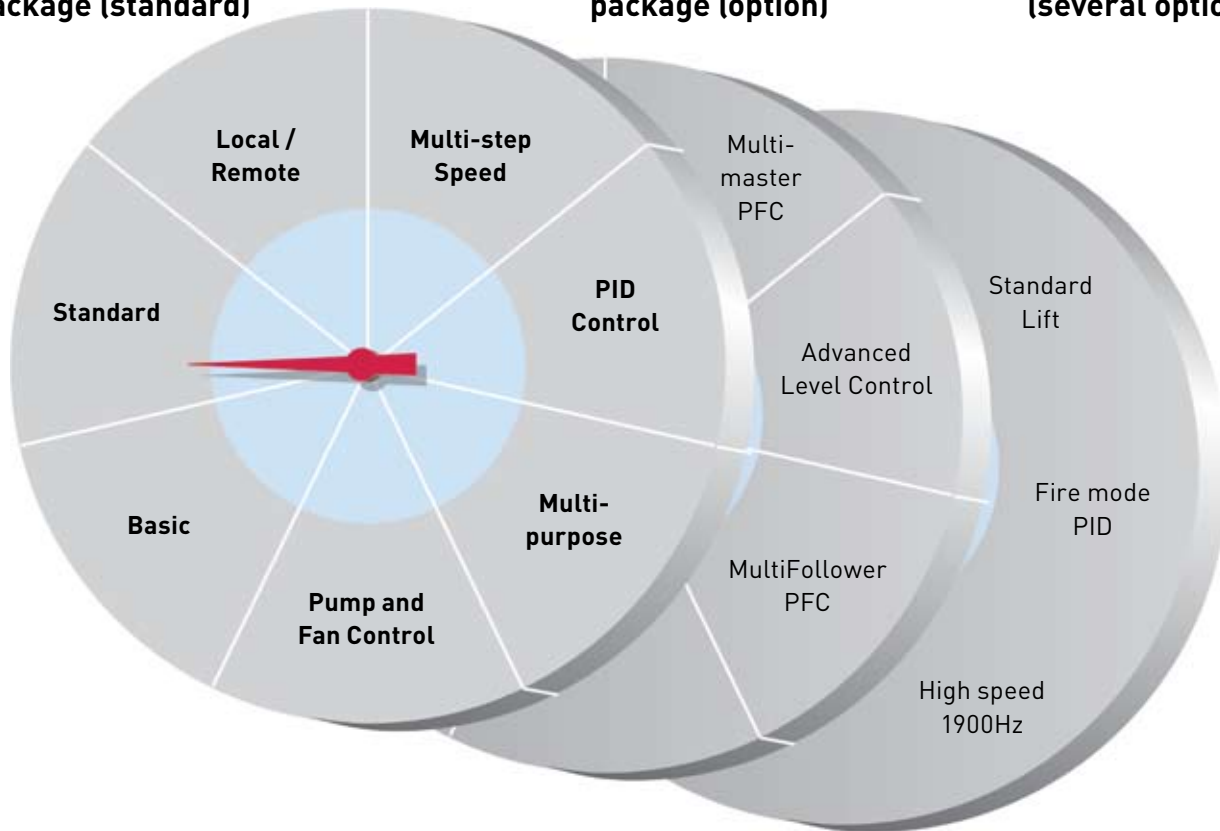 package (standard)
package (option)
(several optio
Local /
Remote
Multi-step
Speed
Standard
PID
Control
Basic
Multi-
purpose
Pump and
Fan Control
Multi-
master
PFC
Advanced
Level Control
MultiFollower
PFC
Standard
Lift
Fire mode
PID
High speed
1900Hz